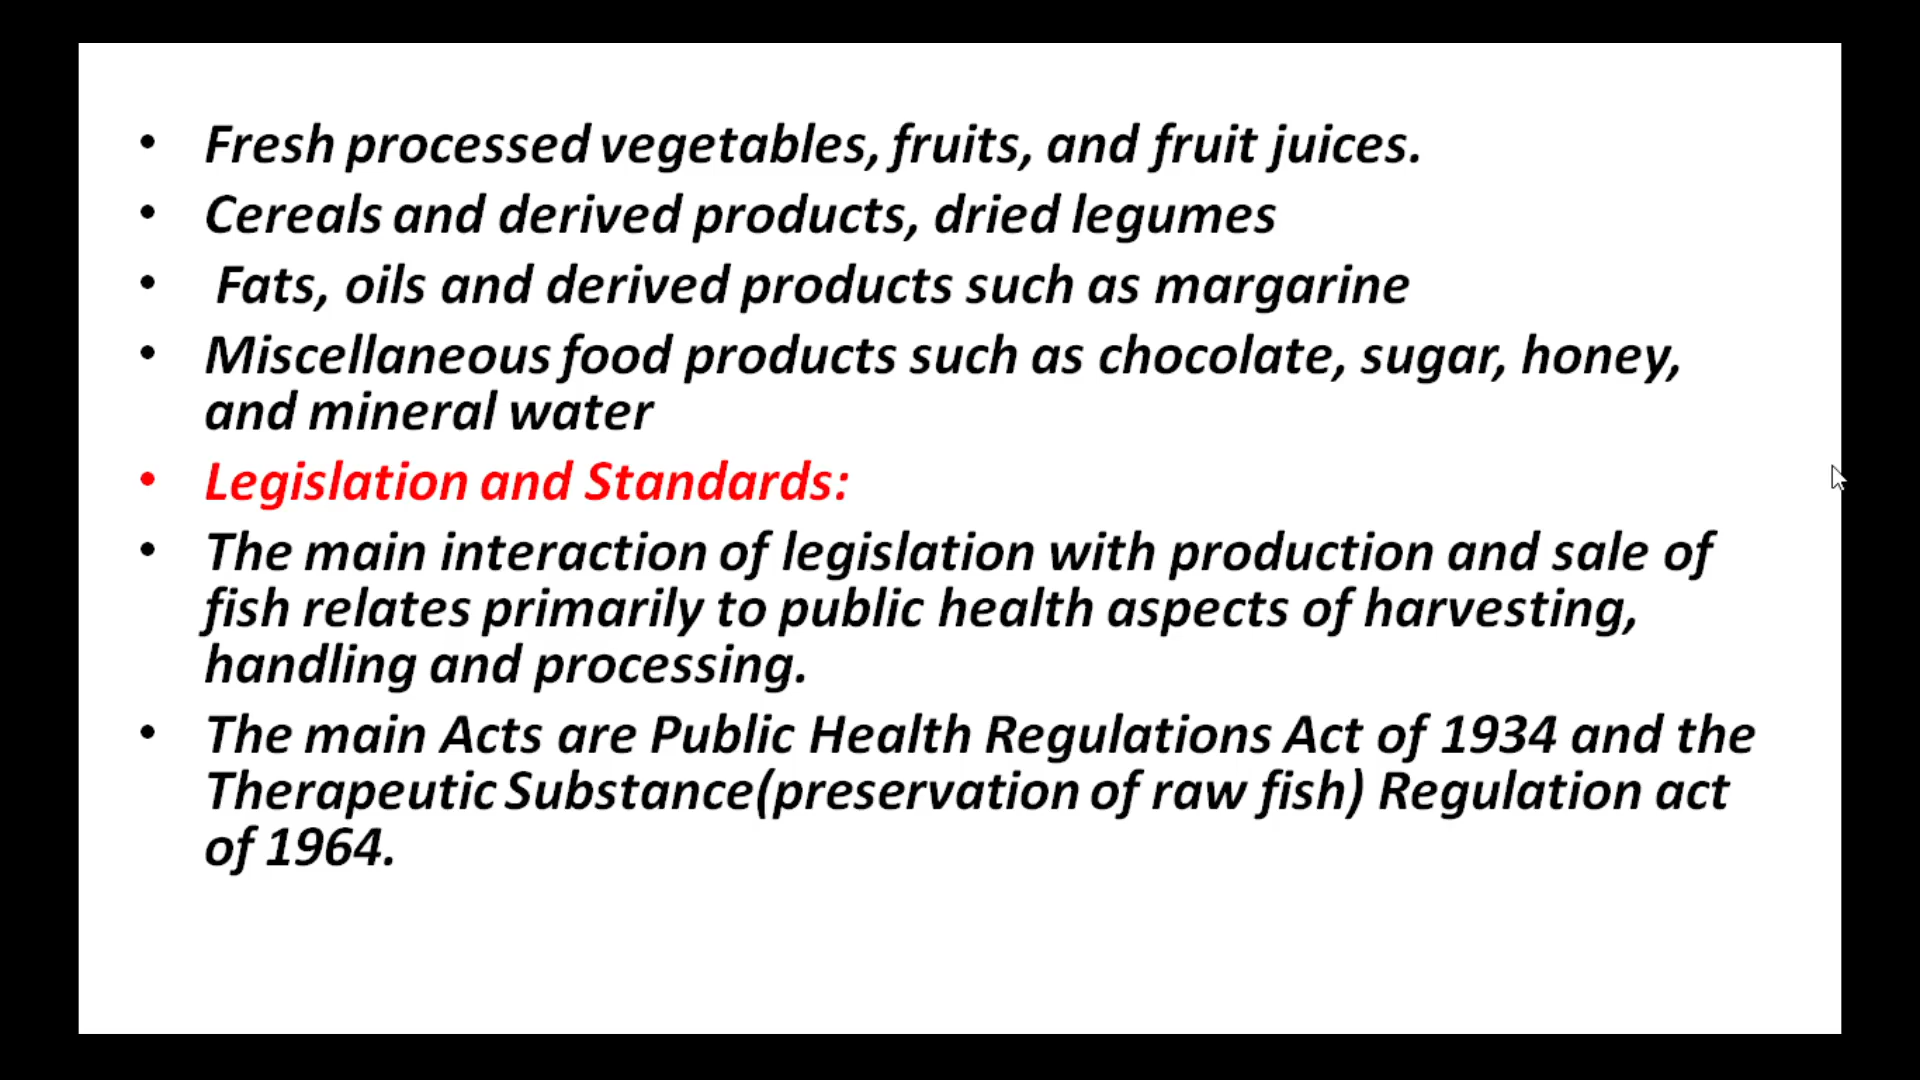 • Fresh processed vegetables, fruits, and fruit juices.
• Cereals and derived products, dried legumes
• Fats, oils and derived products such as margarine
• Miscellaneous food products such as chocolate, sugar, honey,
and mineral water
• Legislation and Standards:
• The main interaction of legislation with production and sale of
fish relates primarily to public health aspects of harvesting,
handling and processing.
• The main Acts are Public Health Regulations Act of 1934 and the
Therapeutic Substance(preservation of raw fish) Regulation act
of 1964.